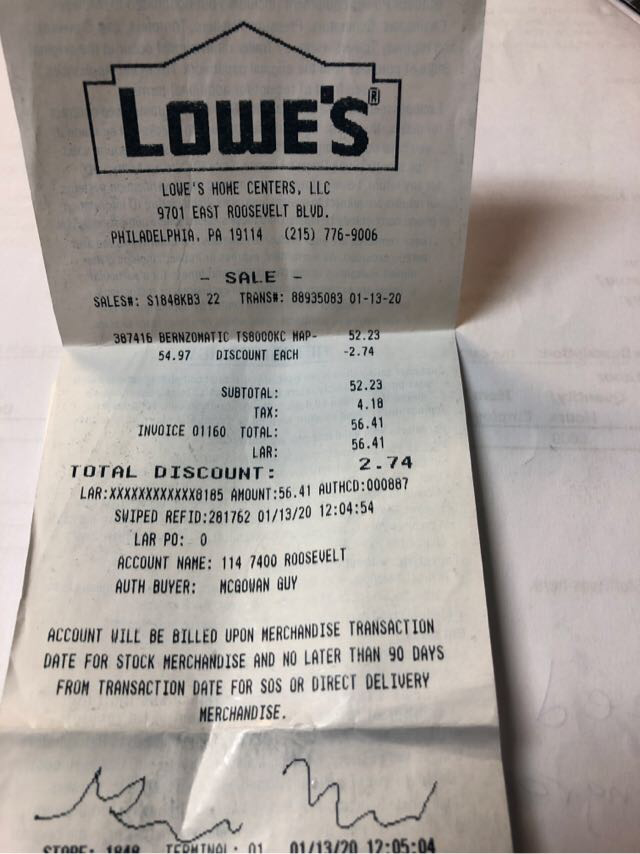 LOWE'S®
LOWE'S HOME CENTERS, LLC
9701 EAST ROOSEVELT BLVD.
PHILADELPHIA, PA 19114 (215) 776-9006
- SALE -
SALES#: S1848KB3 22 TRANS#: 88935083 01-13-20
387416 BERNZOMATIC TS8000KC MAP- 52.23
54.97 DISCOUNT EACH -2.74
SUBTOTAL: 52.23
TAX: 4.18
INVOICE 01160 TOTAL: 56.41
LAR: 56.41
TOTAL DISCOUNT: 2.74
LAR:XXXXXXXXXXXX8185 AMOUNT:56.41 AUTHCD:000887
SWIPED REFID:281762 01/13/20 12:04:54
LAR PO: 0
ACCOUNT NAME: 114 7400 ROOSEVELT
AUTH BUYER: MCGOWAN GUY
ACCOUNT WILL BE BILLED UPON MERCHANDISE TRANSACTION
DATE FOR STOCK MERCHANDISE AND NO LATER THAN 90 DAYS
FROM TRANSACTION DATE FOR SOS OR DIRECT DELIVERY
MERCHANDISE.
STORE: 1848 TERMINAL: 01 01/13/20 12:05:04